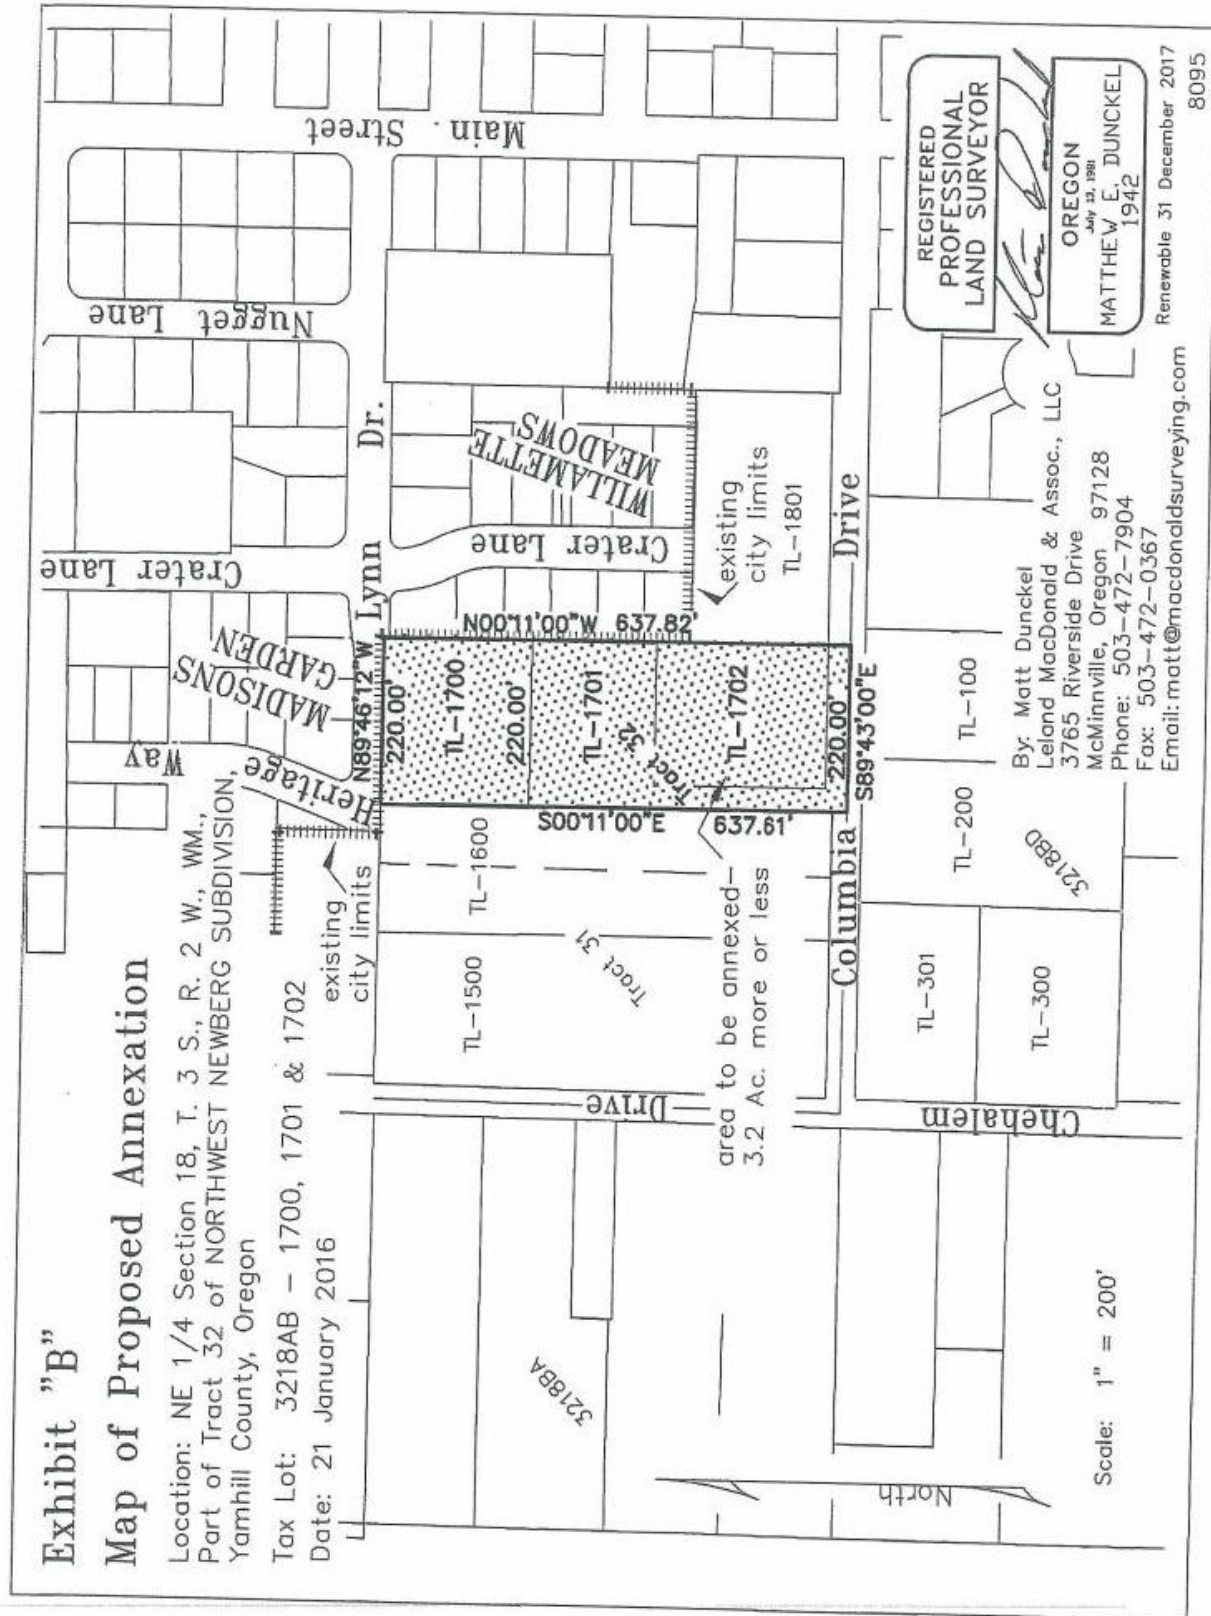 Exhibit "B"
Map of Proposed Annexation
Location: NE 1/4 Section 18, T. 3 S., R. 2 W., WM.,
Part of Tract 32 of NORTHWEST NEWBERG SUBDIVISION,
Yamhill County, Oregon
Tax Lot: 3218AB - 1700, 1701 & 1702
Date: 21 January 2016
existing
city limits
Heritage
Way
MADISONS
GARDEN
Crater Lane
Nugget Lane
Main Street
N89°46'12"W
Lynn Dr.
220.00'
TL-1700
220.00'
TL-1701
Tract 32
TL-1702
220.00'
S89°43'00"E
N00°11'00"W 637.82'
S00°11'00"E 637.61'
Crater Lane
WILLAMETTE
MEADOWS
existing
city limits
TL-1801
TL-1500
TL-1600
Tract 31
area to be annexed-
3.2 Ac. more or less
Columbia Drive
Chehalem
Drive
3218BA
TL-301
TL-300
TL-200
TL-100
3218BD
North
Scale: 1" = 200'
By: Matt Dunckel
Leland MacDonald & Assoc., LLC
3765 Riverside Drive
McMinnville, Oregon 97128
Phone: 503-472-7904
Fax: 503-472-0367
Email: matt@macdonaldsurveying.com
REGISTERED
PROFESSIONAL
LAND SURVEYOR
OREGON
July 13, 1981
MATTHEW E. DUNCKEL
1942
Renewable 31 December 2017
8095